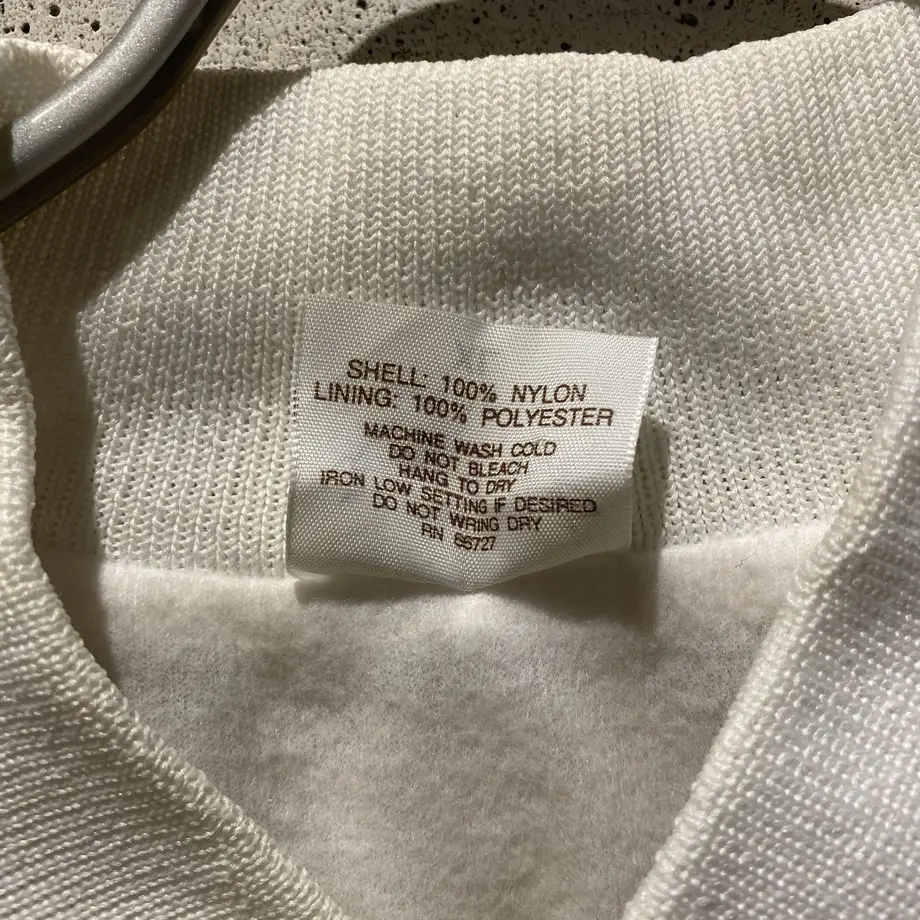 SHELL: 100% NYLON
LINING: 100% POLYESTER
MACHINE WASH COLD
DO NOT BLEACH
HANG TO DRY
IRON LOW SETTING IF DESIRED
DO NOT WRING DRY
RN